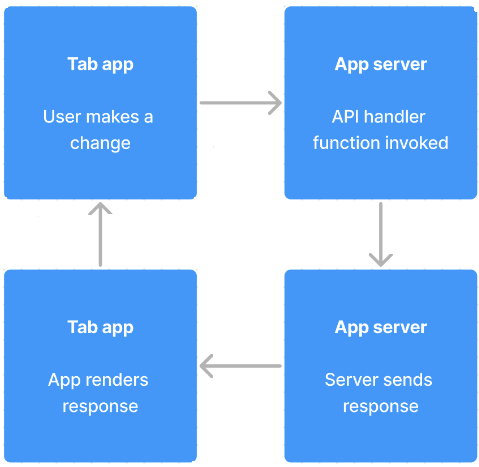 Tab app
User makes a
change
App server
API handler
function invoked
Tab app
App renders
response
App server
Server sends
response